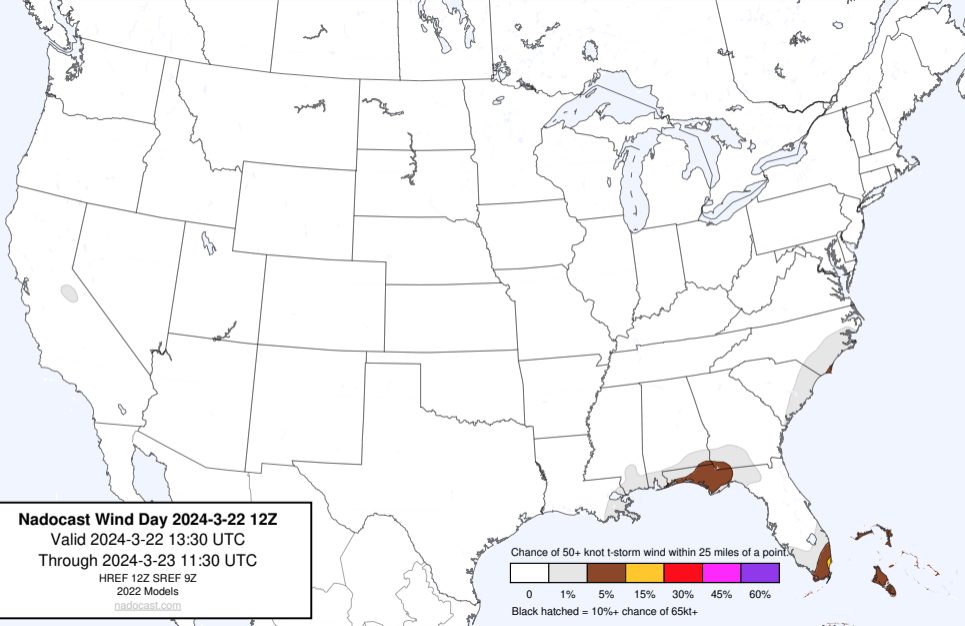 Nadocast Wind Day 2024-3-22 12Z
Valid 2024-3-22 13:30 UTC
Through 2024-3-23 11:30 UTC
HREF 12Z SREF 9Z
2022 Models
nadocast.com
Chance of 50+ knot t-storm wind within 25 miles of a point.
0 1% 5% 15% 30% 45% 60%
Black hatched = 10%+ chance of 65kt+